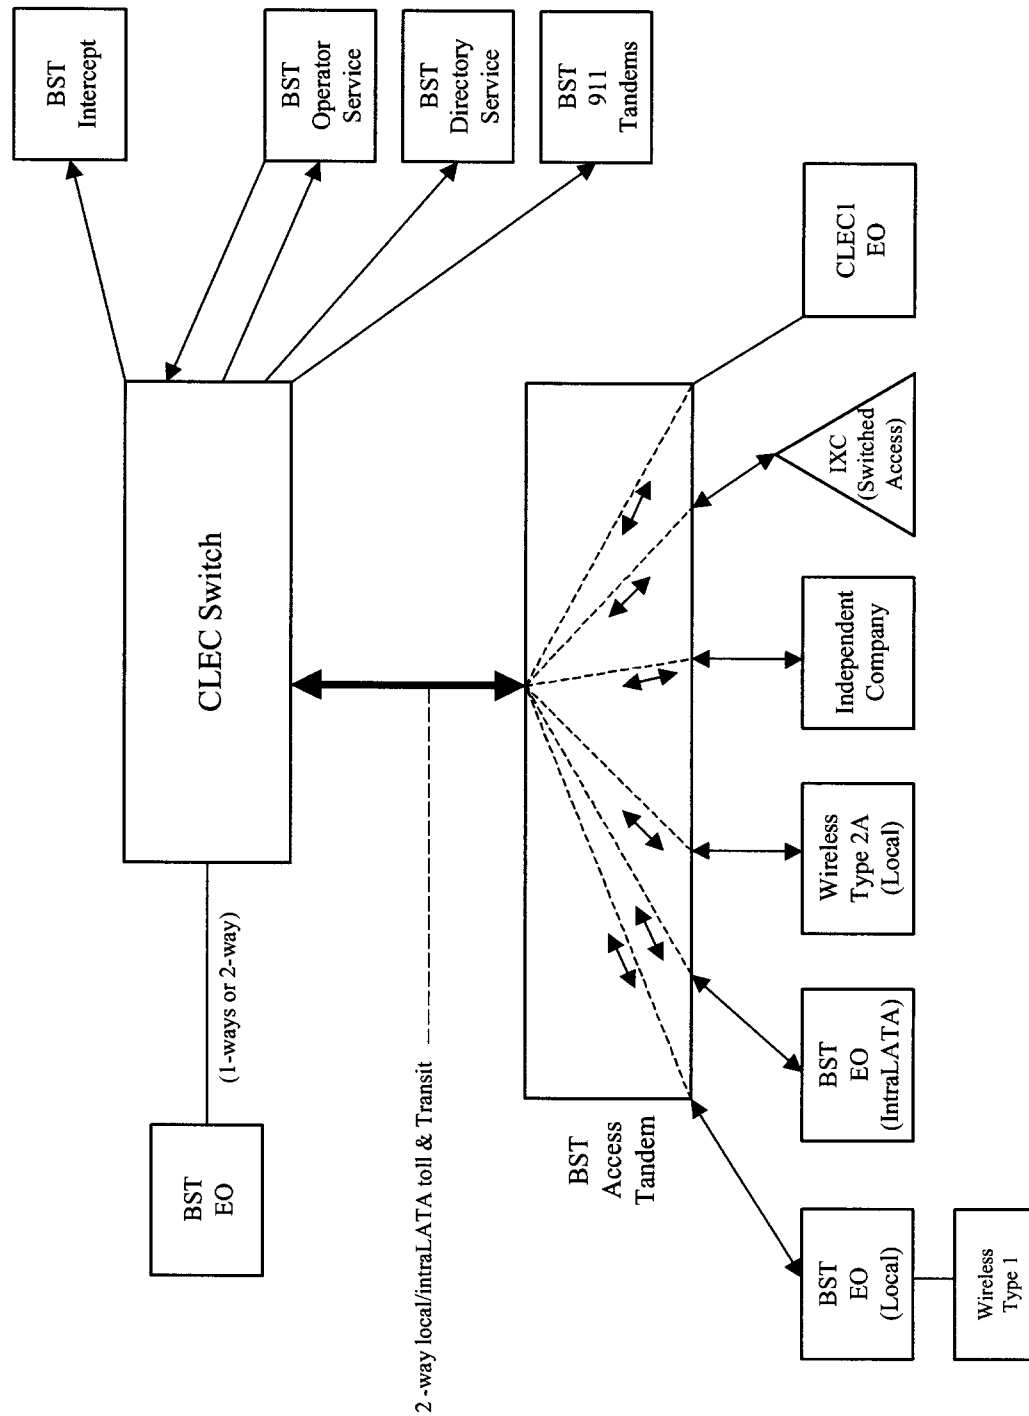 BST
Intercept
BST
Operator
Service
BST
Directory
Service
BST
911
Tandems
CLEC Switch
(1-ways or 2-way)
BST
EO
2 -way local/intraLATA toll & Transit
BST
Access
Tandem
CLEC1
EO
IXC
(Switched
Access)
Independent
Company
Wireless
Type 2A
(Local)
BST
EO
(IntraLATA)
BST
EO
(Local)
Wireless
Type 1